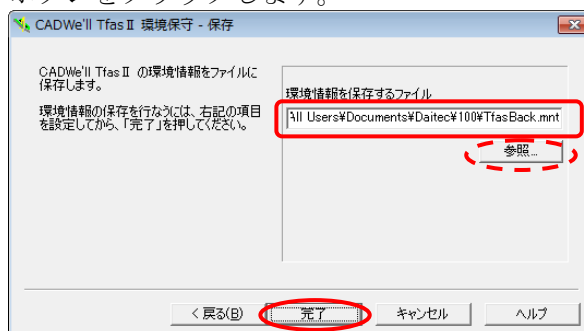 ボタンをクリックします。
CADWe'll TfasⅡ 環境保守 - 保存
CADWe'll TfasⅡ の環境情報をファイルに
保存します。
環境情報の保存を行なうには、右記の項目
を設定してから、「完了」を押してください。
環境情報を保存するファイル
All Users¥Documents¥Daitec¥100¥TfasBack.mnt
参照...
< 戻る(B)
完了
キャンセル
ヘルプ